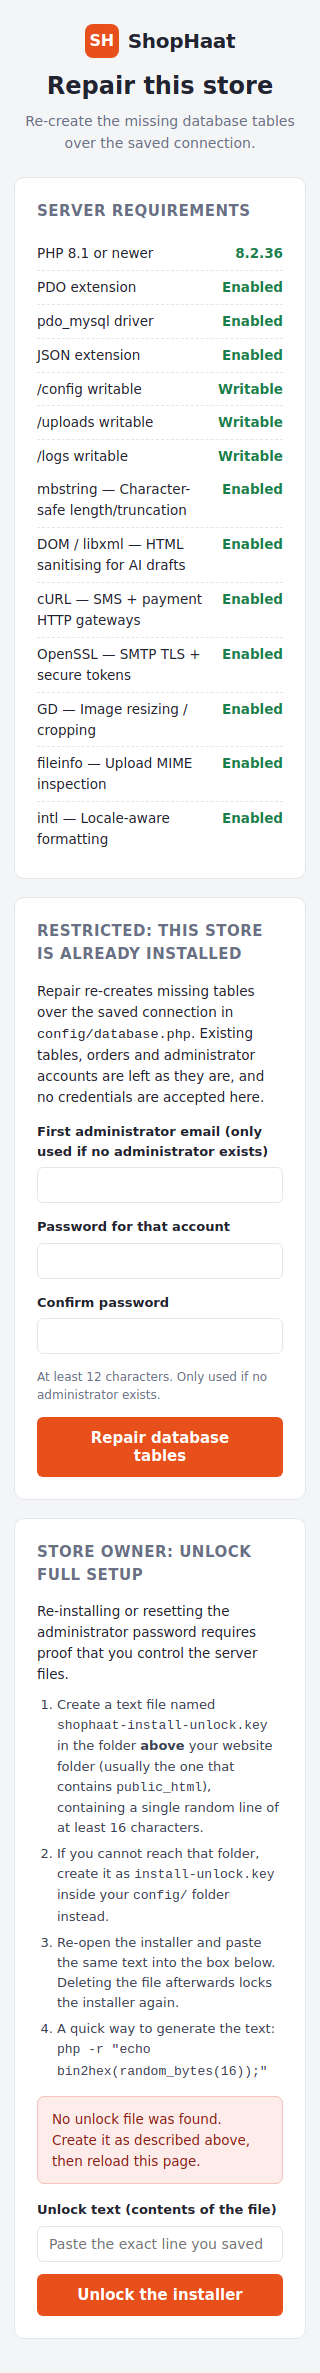 SH ShopHaat
Repair this store
Re-create the missing database tables
over the saved connection.
SERVER REQUIREMENTS
PHP 8.1 or newer 8.2.36
PDO extension Enabled
pdo_mysql driver Enabled
JSON extension Enabled
/config writable Writable
/uploads writable Writable
/logs writable Writable
mbstring — Character- Enabled
safe length/truncation
DOM / libxml — HTML Enabled
sanitising for AI drafts
cURL — SMS + payment Enabled
HTTP gateways
OpenSSL — SMTP TLS + Enabled
secure tokens
GD — Image resizing / Enabled
cropping
fileinfo — Upload MIME Enabled
inspection
intl — Locale-aware Enabled
formatting
RESTRICTED: THIS STORE
IS ALREADY INSTALLED
Repair re-creates missing tables
over the saved connection in
config/database.php. Existing
tables, orders and administrator
accounts are left as they are, and
no credentials are accepted here.
First administrator email (only
used if no administrator exists)
Password for that account
Confirm password
At least 12 characters. Only used if no
administrator exists.
Repair database
tables
STORE OWNER: UNLOCK
FULL SETUP
Re-installing or resetting the
administrator password requires
proof that you control the server
files.
1. Create a text file named
shophaat-install-unlock.key
in the folder above your website
folder (usually the one that
contains public_html),
containing a single random line of
at least 16 characters.
2. If you cannot reach that folder,
create it as install-unlock.key
inside your config/ folder
instead.
3. Re-open the installer and paste
the same text into the box below.
Deleting the file afterwards locks
the installer again.
4. A quick way to generate the text:
php -r "echo
bin2hex(random_bytes(16));"
No unlock file was found.
Create it as described above,
then reload this page.
Unlock text (contents of the file)
Paste the exact line you saved
Unlock the installer